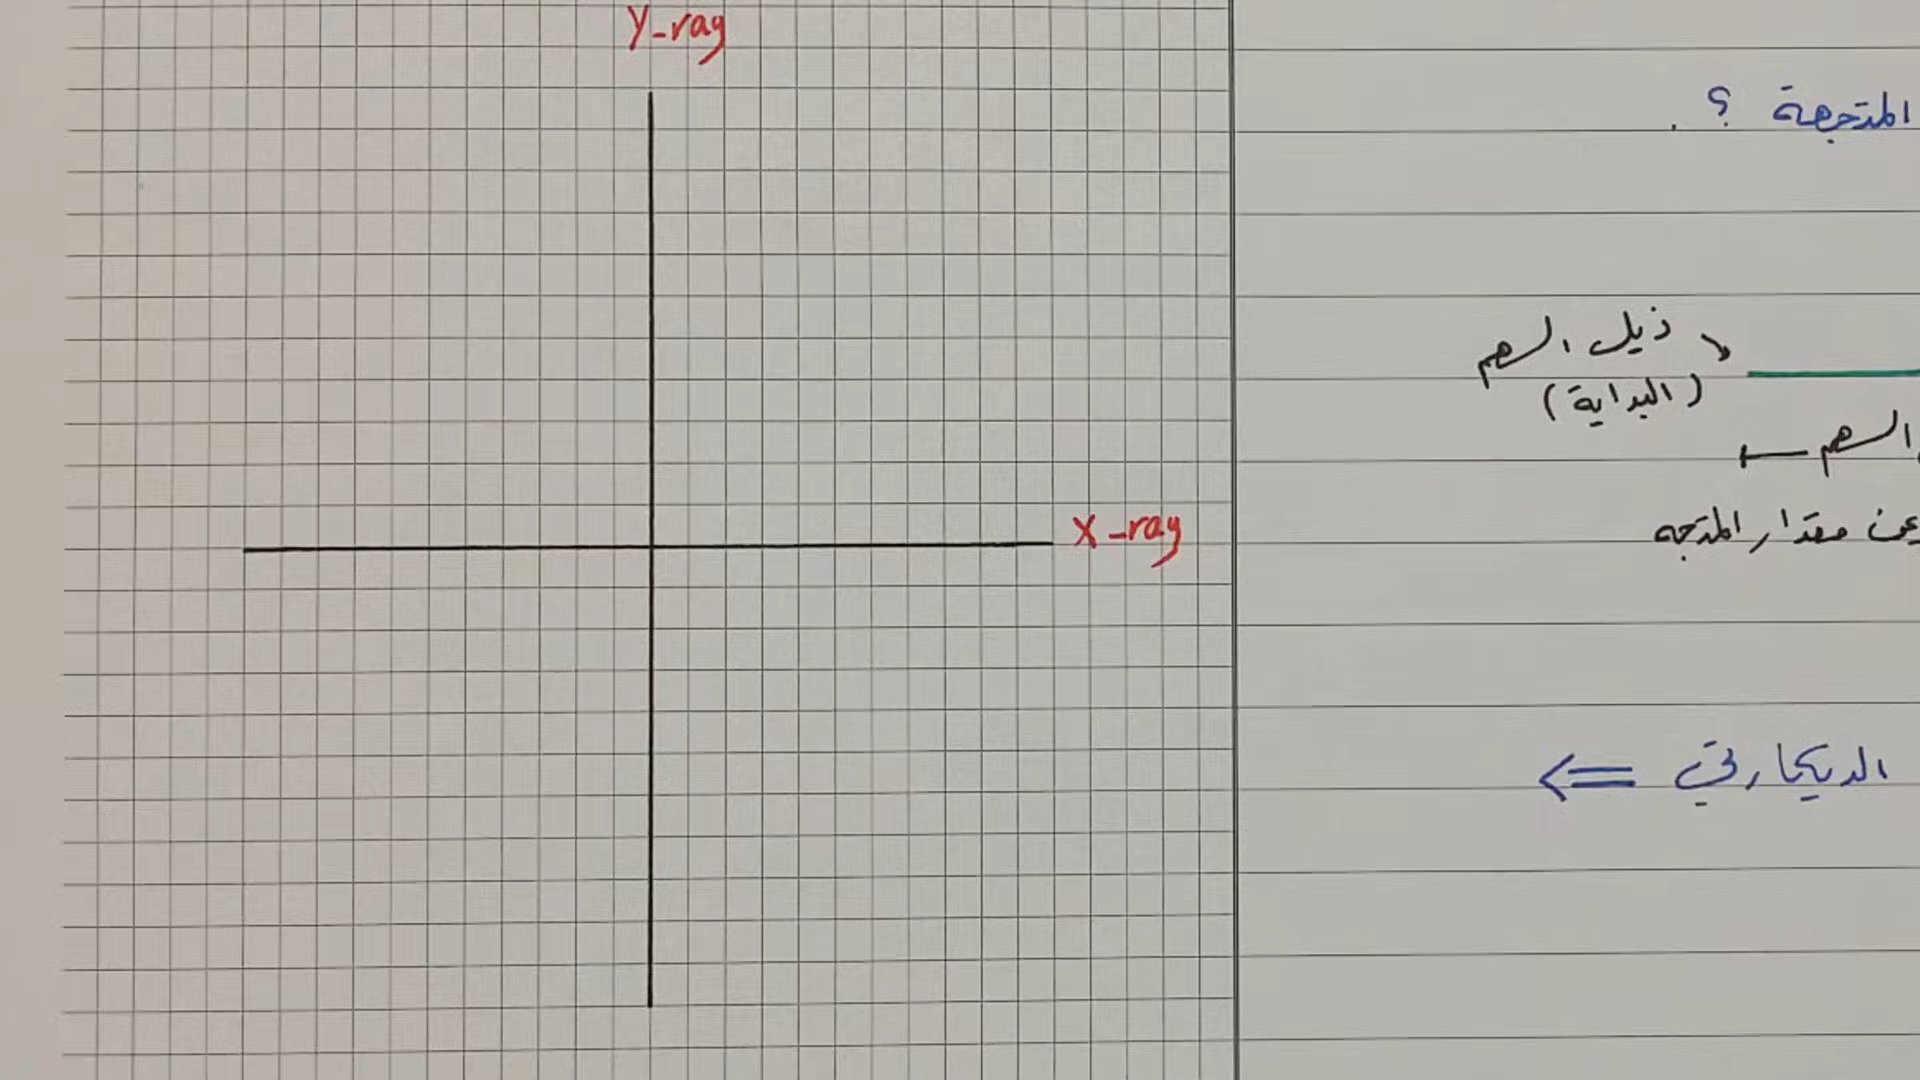 Y-ray
X-ray
المتجهة ؟
ذيل السهم
(البداية)
السهم
عن مقدار المتجه
الديكارتي